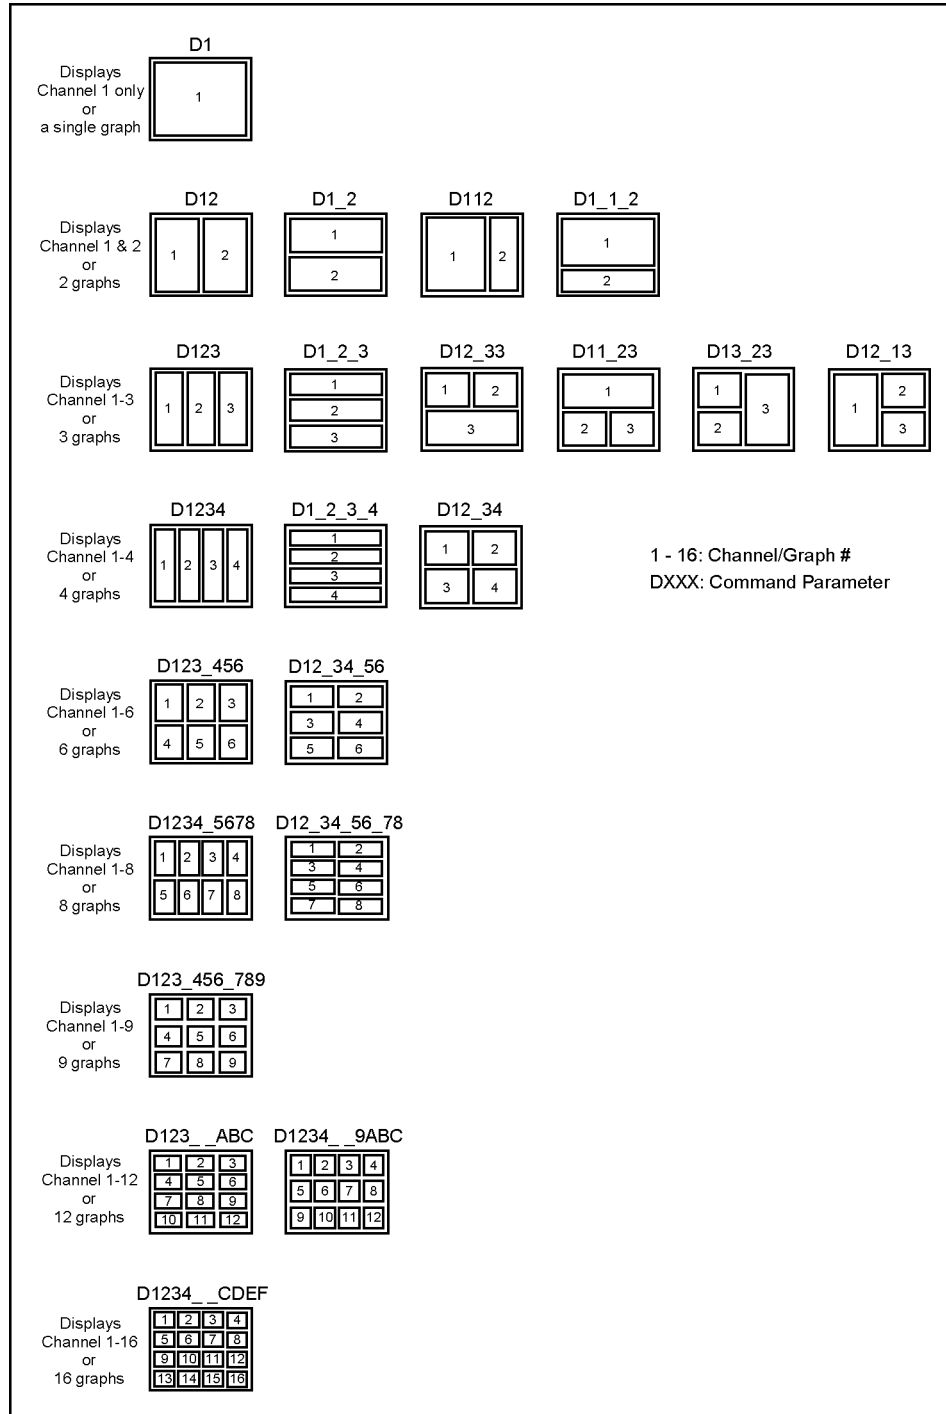 D1
Displays
Channel 1 only
or
a single graph
1
D12 D1_2 D112 D1_1_2
Displays
Channel 1 & 2
or
2 graphs
1 2
1
2
1 2
1
2
D123 D1_2_3 D12_33 D11_23 D13_23 D12_13
Displays
Channel 1-3
or
3 graphs
1 2 3
1
2
3
1 2
3
1
2 3
1
2
3
1
2
3
D1234 D1_2_3_4 D12_34
Displays
Channel 1-4
or
4 graphs
1 2 3 4
1
2
3
4
1 2
3 4
1 - 16: Channel/Graph #
DXXX: Command Parameter
D123_456 D12_34_56
Displays
Channel 1-6
or
6 graphs
1 2 3
4 5 6
1 2
3 4
5 6
D1234_5678 D12_34_56_78
Displays
Channel 1-8
or
8 graphs
1 2 3 4
5 6 7 8
1 2
3 4
5 6
7 8
D123_456_789
Displays
Channel 1-9
or
9 graphs
1 2 3
4 5 6
7 8 9
D123_ _ABC D1234_ _9ABC
Displays
Channel 1-12
or
12 graphs
1 2 3
4 5 6
7 8 9
10 11 12
1 2 3 4
5 6 7 8
9 10 11 12
D1234_ _CDEF
Displays
Channel 1-16
or
16 graphs
1 2 3 4
5 6 7 8
9 10 11 12
13 14 15 16